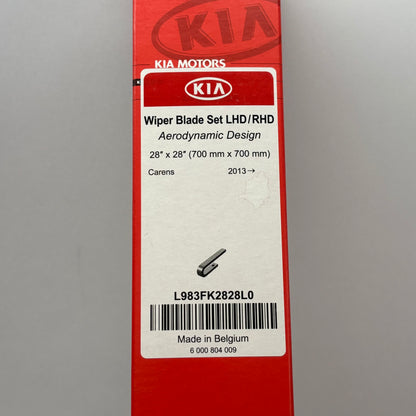 KIA
KIA MOTORS
KIA
Wiper Blade Set LHD/RHD
Aerodynamic Design
28" x 28" (700 mm x 700 mm)
Carens 2013→
L983FK2828L0
Made in Belgium
6 000 804 009